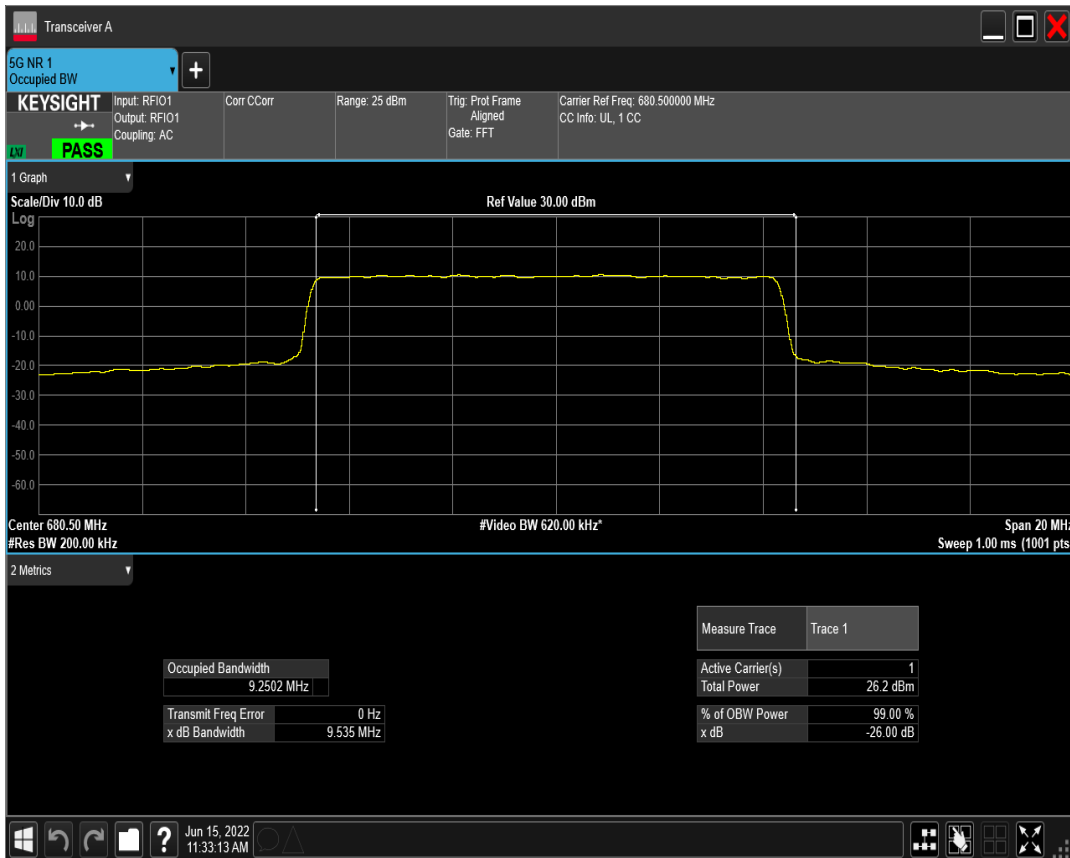 Transceiver A
5G NR 1
Occupied BW
+
KEYSIGHT
LXI
PASS
Input: RFIO1
Output: RFIO1
Coupling: AC
Corr CCorr
Range: 25 dBm
Trig: Prot Frame
Aligned
Gate: FFT
Carrier Ref Freq: 680.500000 MHz
CC Info: UL, 1 CC
1 Graph
Scale/Div 10.0 dB
Ref Value 30.00 dBm
Log
20.0
10.0
0.00
-10.0
-20.0
-30.0
-40.0
-50.0
-60.0
Center 680.50 MHz
#Video BW 620.00 kHz*
Span 20 MHz
#Res BW 200.00 kHz
Sweep 1.00 ms (1001 pts
2 Metrics
Measure Trace Trace 1
Occupied Bandwidth
9.2502 MHz
Active Carrier(s) 1
Total Power 26.2 dBm
Transmit Freq Error 0 Hz
x dB Bandwidth 9.535 MHz
% of OBW Power 99.00 %
x dB -26.00 dB
?
Jun 15, 2022
11:33:13 AM